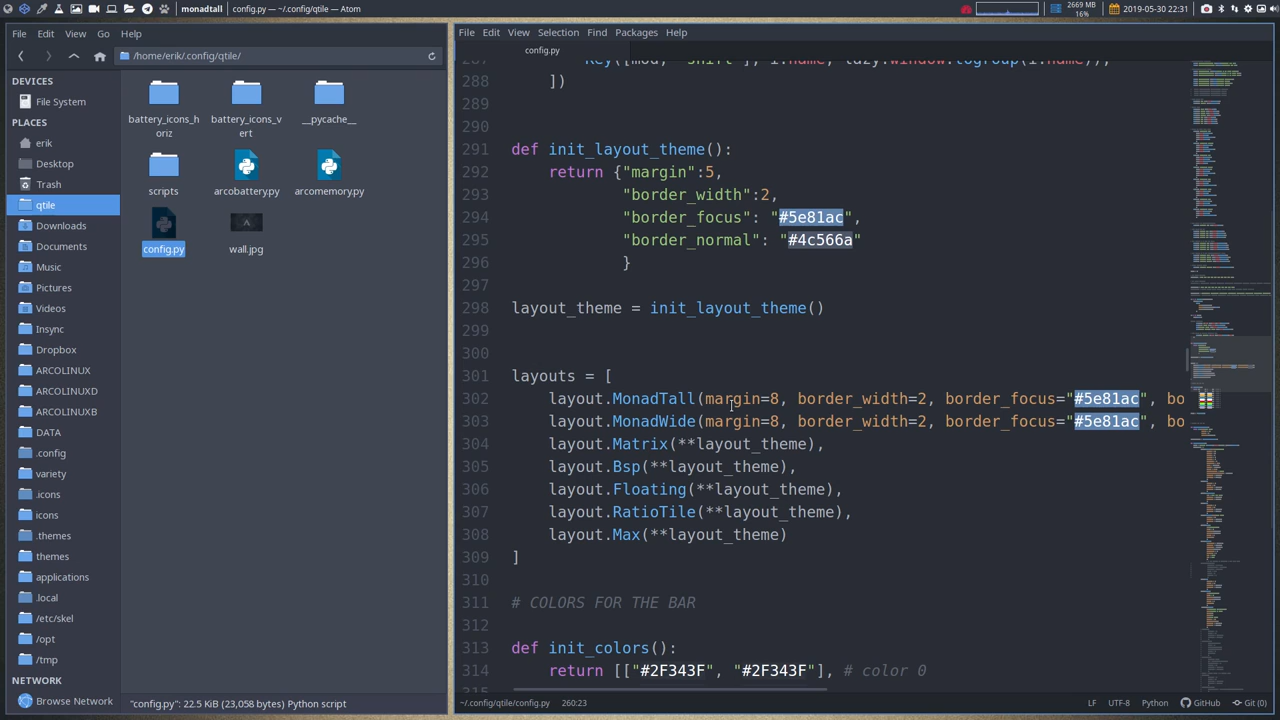 monadtall config.py — ~/.config/qtile — Atom
2669 MB
16%
2019-05-30 22:31
File Edit View Go Help
/home/erik/.config/qtile/
DEVICES
File System
PLACES
erik
Desktop
Trash
qtile
Downloads
Documents
Music
Pictures
Videos
Insync
ARCOLINUX
ARCOLINUXD
ARCOLINUXB
DATA
.config
variety
.icons
icons
.themes
themes
applications
.local
/etc/skel
/opt
/tmp
NETWORK
Browse Network
battery_icons_h
oriz
battery_icons_v
ert
__pycache__
scripts
arcobattery.py
arcomemory.py
config.py
wall.jpg
"config.py": 22.5 KiB (23,058 bytes) Python script
File Edit View Selection Find Packages Help
config.py
288 ])
289
290
291 def init_layout_theme():
292 return {"margin":5,
293 "border_width":2,
294 "border_focus": "#5e81ac",
295 "border_normal": "#4c566a"
296 }
297
298 layout_theme = init_layout_theme()
299
300
301 layouts = [
302 layout.MonadTall(margin=8, border_width=2, border_focus="#5e81ac", bo
303 layout.MonadWide(margin=8, border_width=2, border_focus="#5e81ac", bo
304 layout.Matrix(**layout_theme),
305 layout.Bsp(**layout_theme),
306 layout.Floating(**layout_theme),
307 layout.RatioTile(**layout_theme),
308 layout.Max(**layout_theme)
309 ]
310
311 # COLORS FOR THE BAR
312
313 def init_colors():
314 return [["#2F343F", "#2F343F"] # color 0
~/.config/qtile/config.py 260:23
LF UTF-8 Python GitHub Git (0)